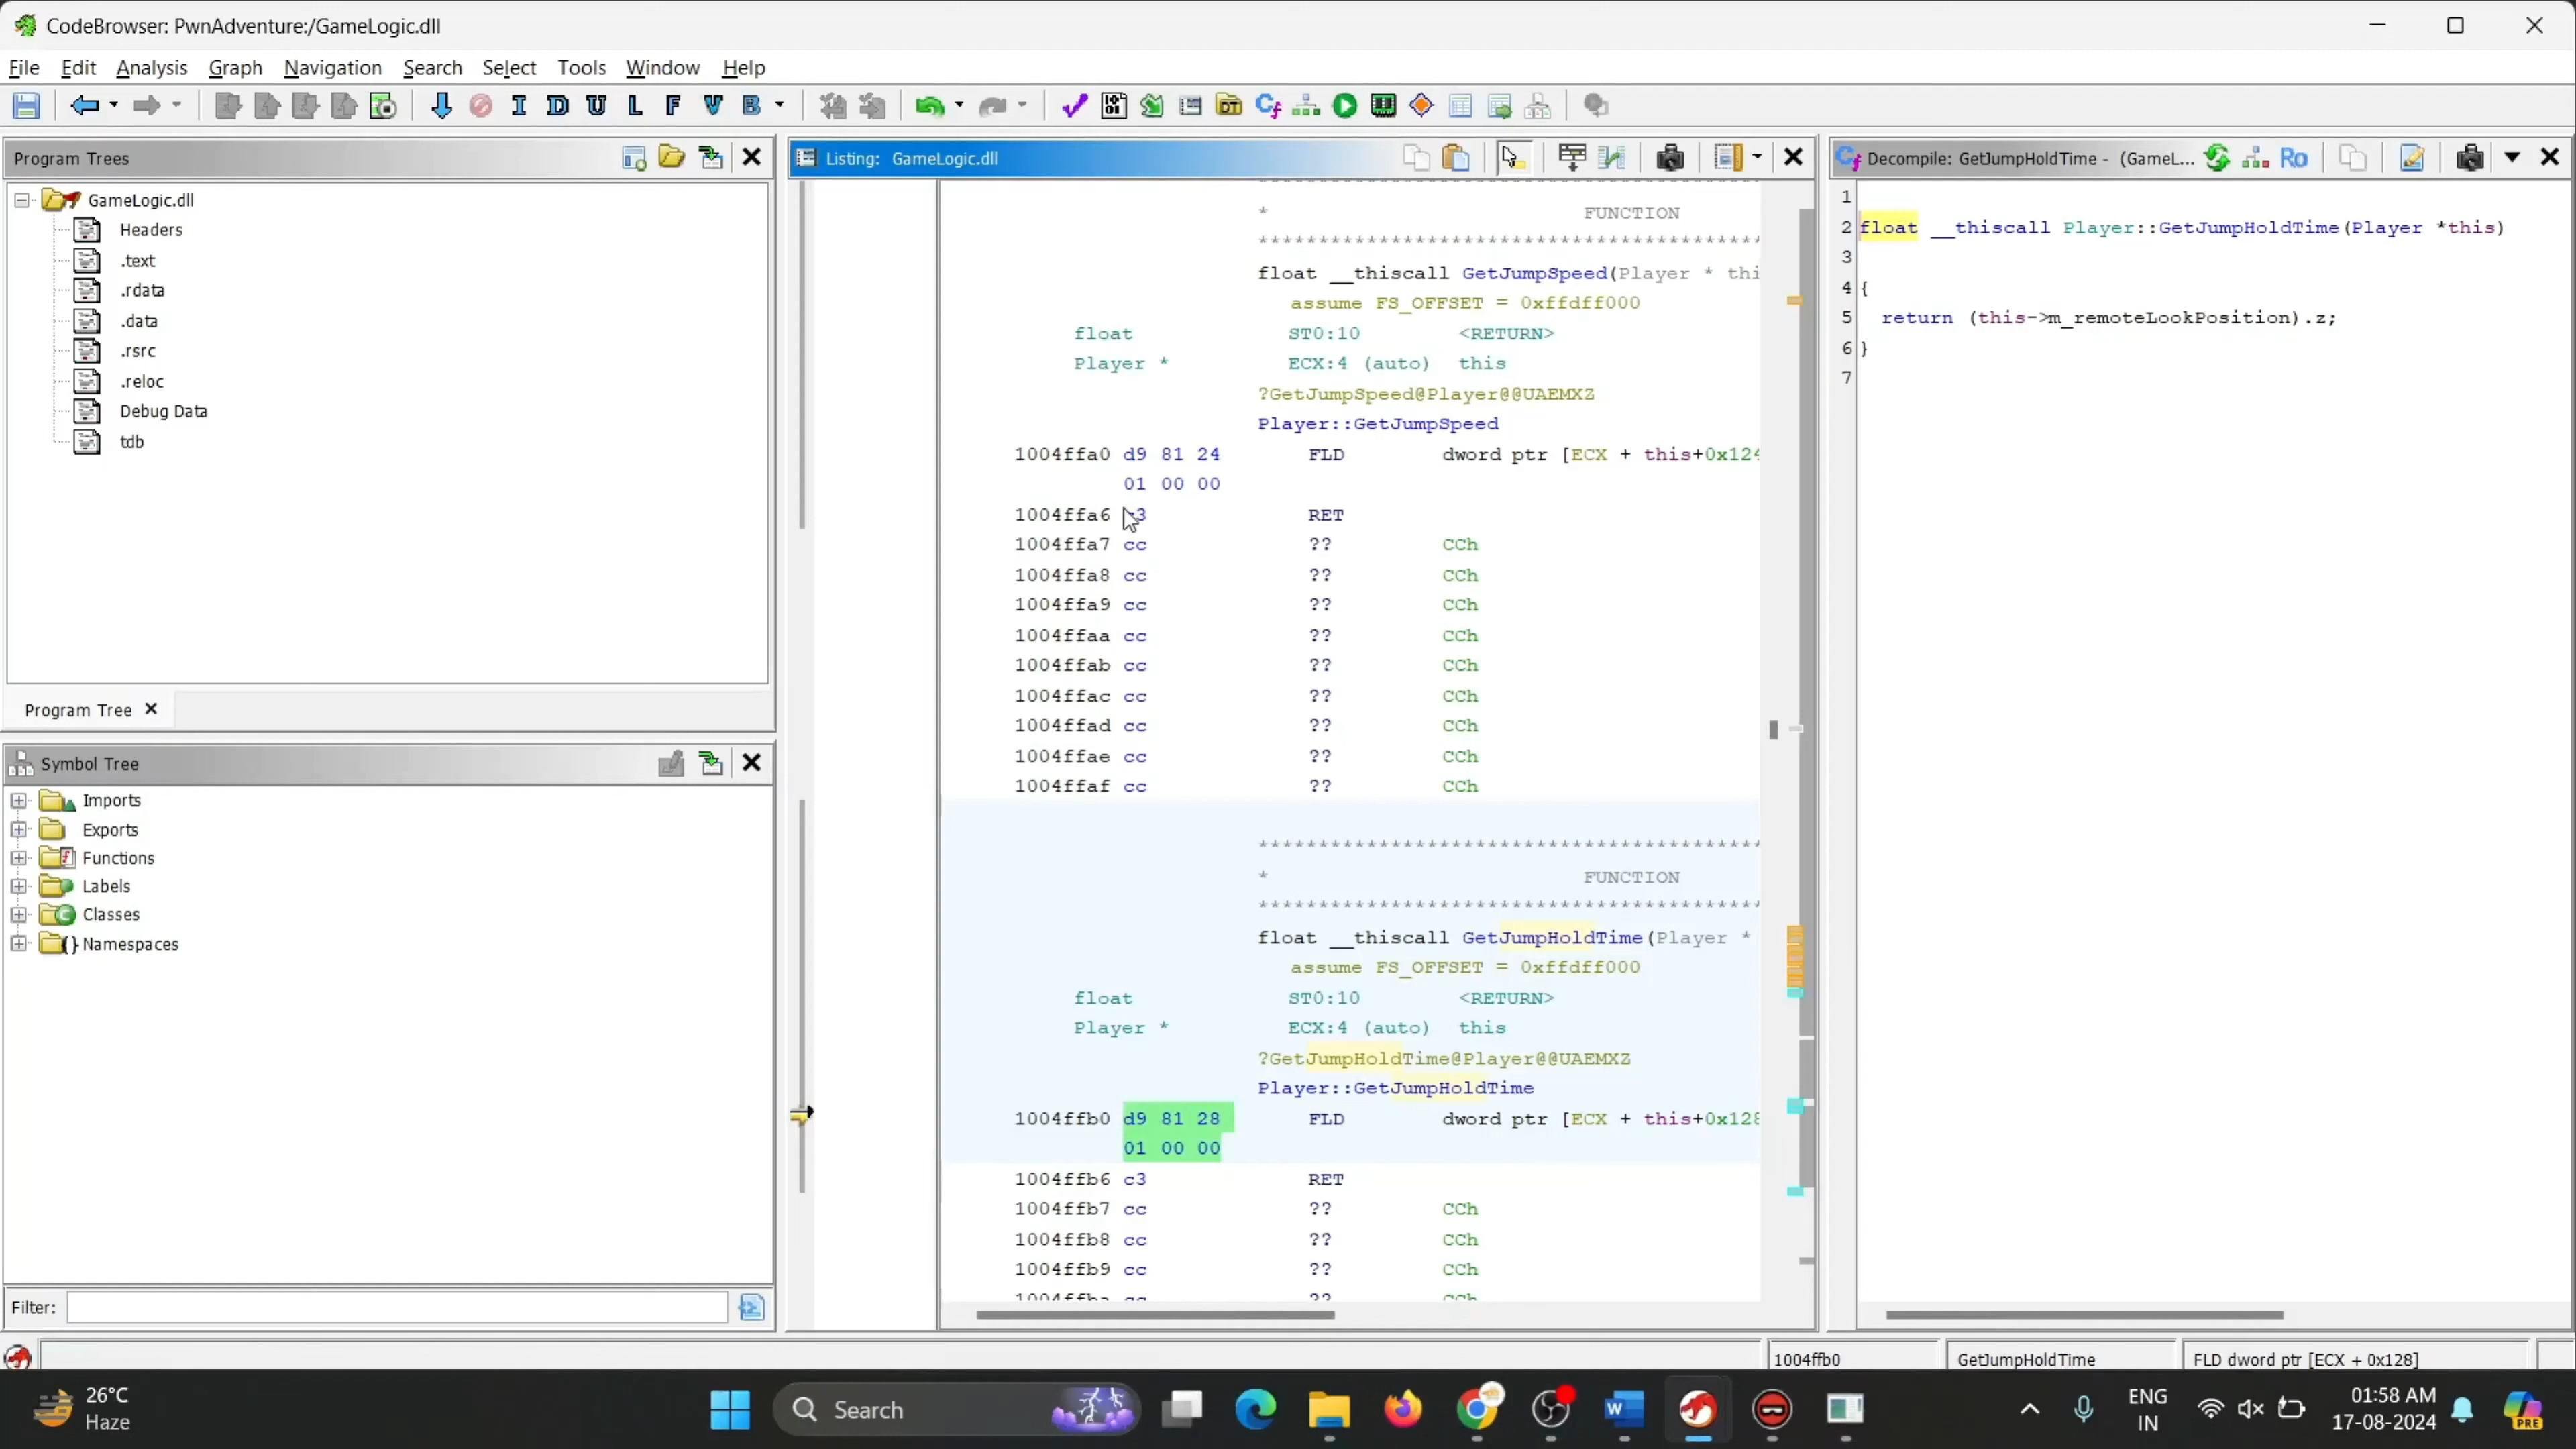 CodeBrowser: PwnAdventure:/GameLogic.dll
File Edit Analysis Graph Navigation Search Select Tools Window Help
I D U L F V B
Program Trees
GameLogic.dll
Headers
.text
.rdata
.data
.rsrc
.reloc
Debug Data
tdb
Program Tree
Symbol Tree
Imports
Exports
Functions
Labels
Classes
Namespaces
Filter:
Listing: GameLogic.dll
* FUNCTION
************************************************
float __thiscall GetJumpSpeed(Player * thi
assume FS_OFFSET = 0xffdff000
float ST0:10 <RETURN>
Player * ECX:4 (auto) this
?GetJumpSpeed@Player@@UAEMXZ
Player::GetJumpSpeed
1004ffa0 d9 81 24 FLD dword ptr [ECX + this+0x124
01 00 00
1004ffa6 c3 RET
1004ffa7 cc ?? CCh
1004ffa8 cc ?? CCh
1004ffa9 cc ?? CCh
1004ffaa cc ?? CCh
1004ffab cc ?? CCh
1004ffac cc ?? CCh
1004ffad cc ?? CCh
1004ffae cc ?? CCh
1004ffaf cc ?? CCh
************************************************
* FUNCTION
************************************************
float __thiscall GetJumpHoldTime(Player *
assume FS_OFFSET = 0xffdff000
float ST0:10 <RETURN>
Player * ECX:4 (auto) this
?GetJumpHoldTime@Player@@UAEMXZ
Player::GetJumpHoldTime
1004ffb0 d9 81 28 FLD dword ptr [ECX + this+0x128
01 00 00
1004ffb6 c3 RET
1004ffb7 cc ?? CCh
1004ffb8 cc ?? CCh
1004ffb9 cc ?? CCh
Decompile: GetJumpHoldTime - (GameL...
Ro
1
2 float __thiscall Player::GetJumpHoldTime(Player *this)
3
4 {
5 return (this->m_remoteLookPosition).z;
6 }
7
1004ffb0 GetJumpHoldTime FLD dword ptr [ECX + 0x128]
26°C
Haze
Search
ENG
IN
01:58 AM
17-08-2024
PRE